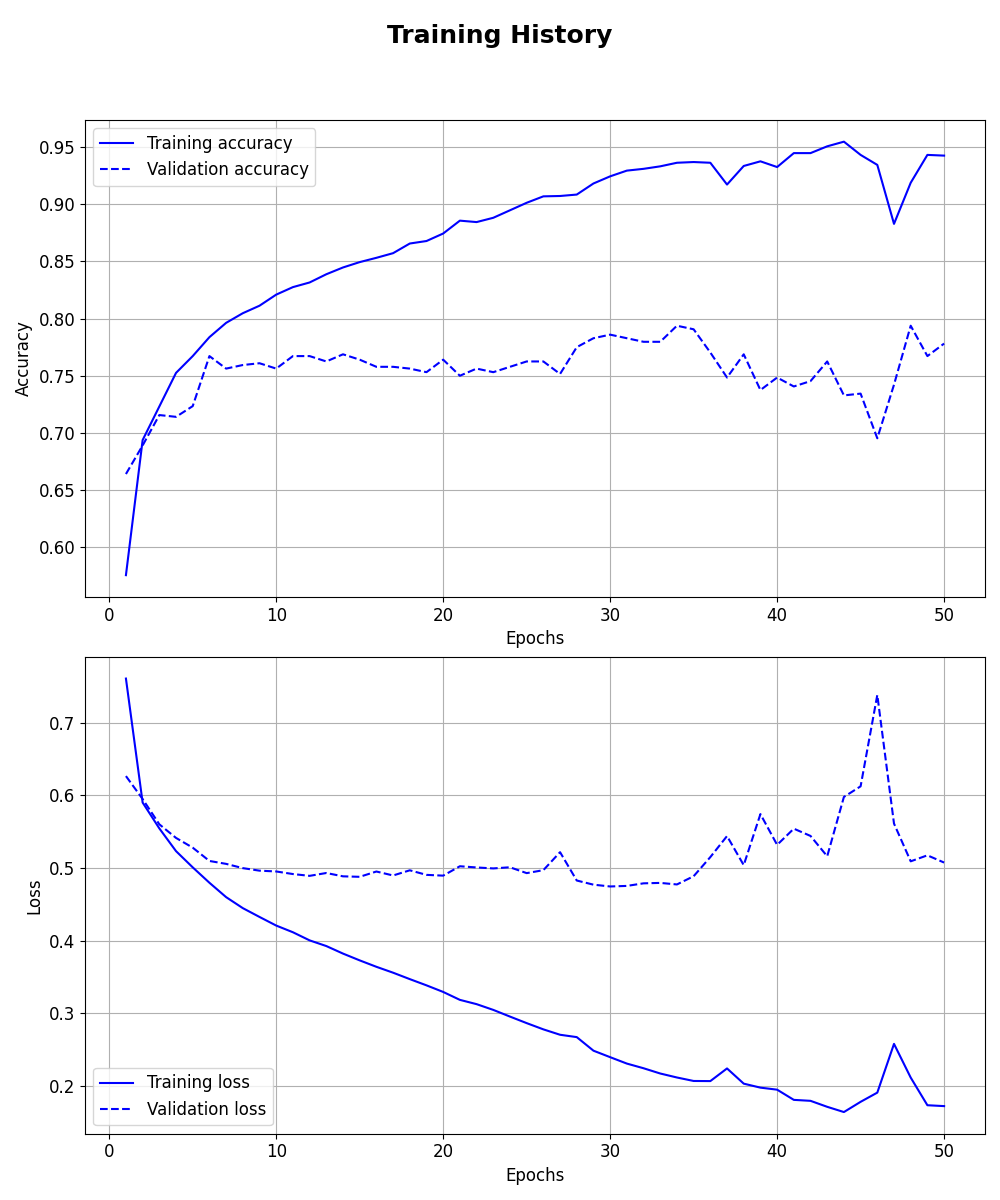 Training History
Training accuracy
Validation accuracy
0.95
0.90
0.85
0.80
0.75
0.70
0.65
0.60
Accuracy
0 10 20 30 40 50
Epochs
0.7
0.6
0.5
0.4
0.3
0.2
Loss
Training loss
Validation loss
0 10 20 30 40 50
Epochs